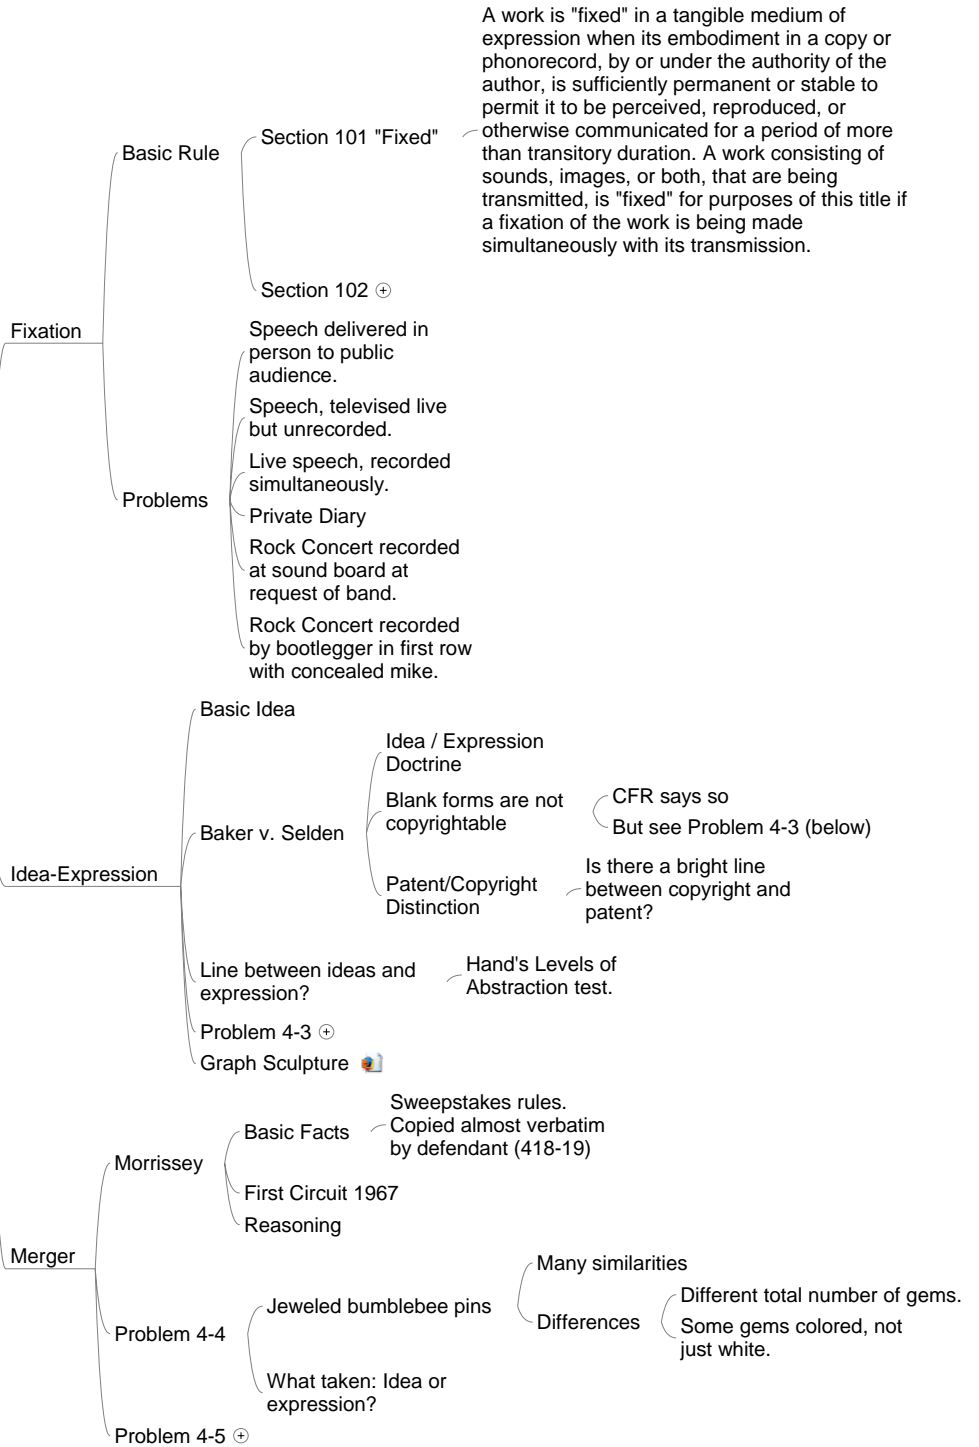 A work is "fixed" in a tangible medium of
expression when its embodiment in a copy or
phonorecord, by or under the authority of the
author, is sufficiently permanent or stable to
permit it to be perceived, reproduced, or
otherwise communicated for a period of more
than transitory duration. A work consisting of
sounds, images, or both, that are being
transmitted, is "fixed" for purposes of this title if
a fixation of the work is being made
simultaneously with its transmission.
Section 101 "Fixed"
Basic Rule
Section 102
Fixation
Speech delivered in
person to public
audience.
Speech, televised live
but unrecorded.
Live speech, recorded
simultaneously.
Problems
Private Diary
Rock Concert recorded
at sound board at
request of band.
Rock Concert recorded
by bootlegger in first row
with concealed mike.
Basic Idea
Idea / Expression
Doctrine
Blank forms are not
copyrightable
CFR says so
But see Problem 4-3 (below)
Baker v. Selden
Patent/Copyright
Distinction
Is there a bright line
between copyright and
patent?
Idea-Expression
Line between ideas and
expression?
Hand's Levels of
Abstraction test.
Problem 4-3
Graph Sculpture
Sweepstakes rules.
Copied almost verbatim
by defendant (418-19)
Basic Facts
Morrissey
First Circuit 1967
Reasoning
Merger
Many similarities
Jeweled bumblebee pins
Differences
Different total number of gems.
Some gems colored, not
just white.
Problem 4-4
What taken: Idea or
expression?
Problem 4-5